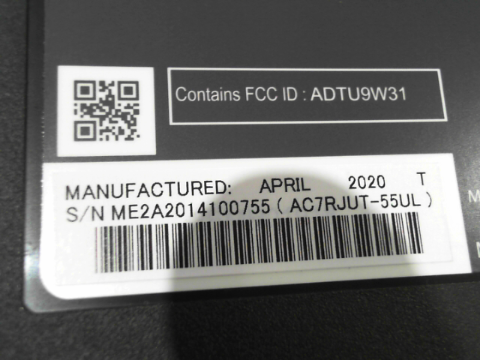 Contains FCC ID : ADTU9W31
MANUFACTURED: APRIL 2020 T
S/N ME2A2014100755 ( AC7RJUT-55UL )